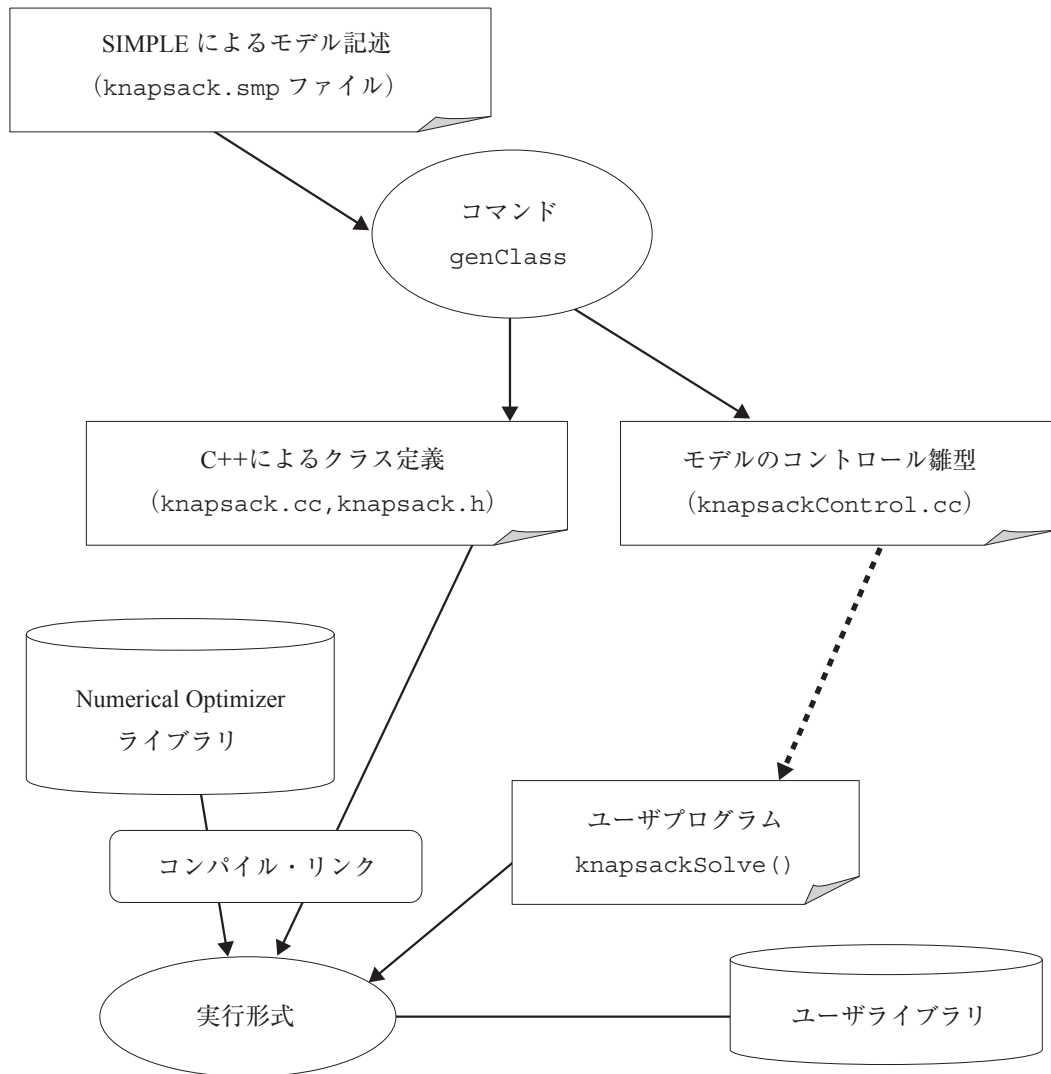 SIMPLE によるモデル記述
（knapsack.smp ファイル）
コマンド
genClass
C++によるクラス定義
（knapsack.cc,knapsack.h）
モデルのコントロール雛型
（knapsackControl.cc）
Numerical Optimizer
ライブラリ
ユーザプログラム
knapsackSolve()
コンパイル・リンク
実行形式
ユーザライブラリ